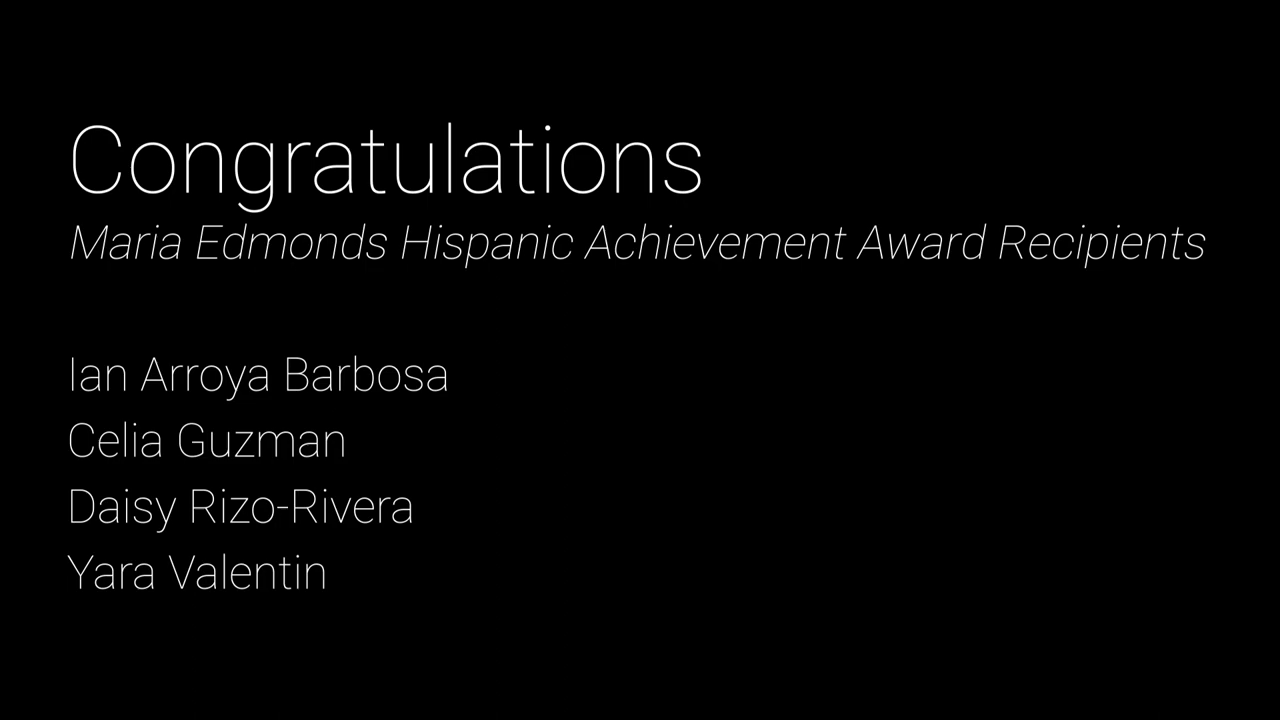 Congratulations
Maria Edmonds Hispanic Achievement Award Recipients
Ian Arroya Barbosa
Celia Guzman
Daisy Rizo-Rivera
Yara Valentin